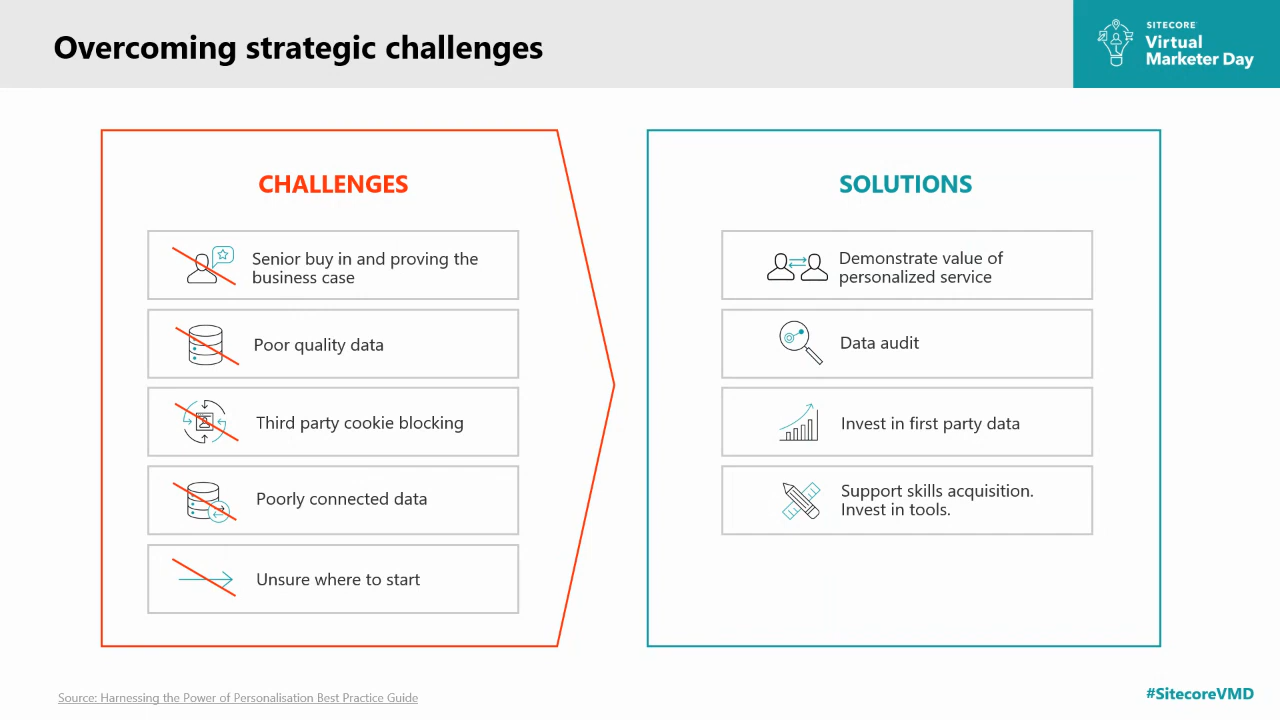 Overcoming strategic challenges
SITECORE
Virtual
Marketer Day
CHALLENGES
Senior buy in and proving the
business case
Poor quality data
Third party cookie blocking
Poorly connected data
Unsure where to start
SOLUTIONS
Demonstrate value of
personalized service
Data audit
Invest in first party data
Support skills acquisition.
Invest in tools.
Source: Harnessing the Power of Personalisation Best Practice Guide
#SitecoreVMD